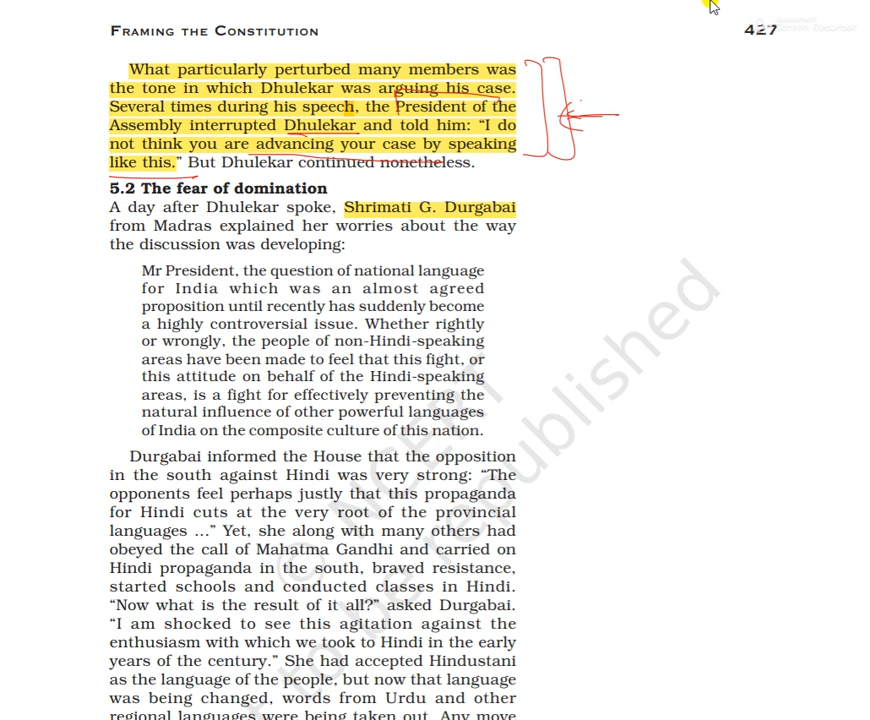 FRAMING THE CONSTITUTION
427
What particularly perturbed many members was
the tone in which Dhulekar was arguing his case.
Several times during his speech, the President of the
Assembly interrupted Dhulekar and told him: “I do
not think you are advancing your case by speaking
like this.” But Dhulekar continued nonetheless.
5.2 The fear of domination
A day after Dhulekar spoke, Shrimati G. Durgabai
from Madras explained her worries about the way
the discussion was developing:
Mr President, the question of national language
for India which was an almost agreed
proposition until recently has suddenly become
a highly controversial issue. Whether rightly
or wrongly, the people of non-Hindi-speaking
areas have been made to feel that this fight, or
this attitude on behalf of the Hindi-speaking
areas, is a fight for effectively preventing the
natural influence of other powerful languages
of India on the composite culture of this nation.
Durgabai informed the House that the opposition
in the south against Hindi was very strong: “The
opponents feel perhaps justly that this propaganda
for Hindi cuts at the very root of the provincial
languages ...” Yet, she along with many others had
obeyed the call of Mahatma Gandhi and carried on
Hindi propaganda in the south, braved resistance,
started schools and conducted classes in Hindi.
“Now what is the result of it all?” asked Durgabai.
“I am shocked to see this agitation against the
enthusiasm with which we took to Hindi in the early
years of the century.” She had accepted Hindustani
as the language of the people, but now that language
was being changed, words from Urdu and other
regional languages were being taken out. Any move
© NCERT
not to be republished